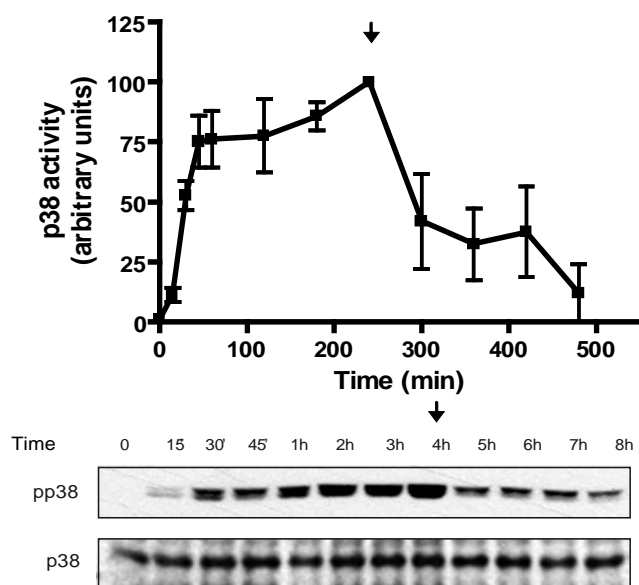 125
100
75
50
25
0
p38 activity
(arbitrary units)
0 100 200 300 400 500
Time (min)
Time 0 15 30' 45' 1h 2h 3h 4h 5h 6h 7h 8h
pp38
p38